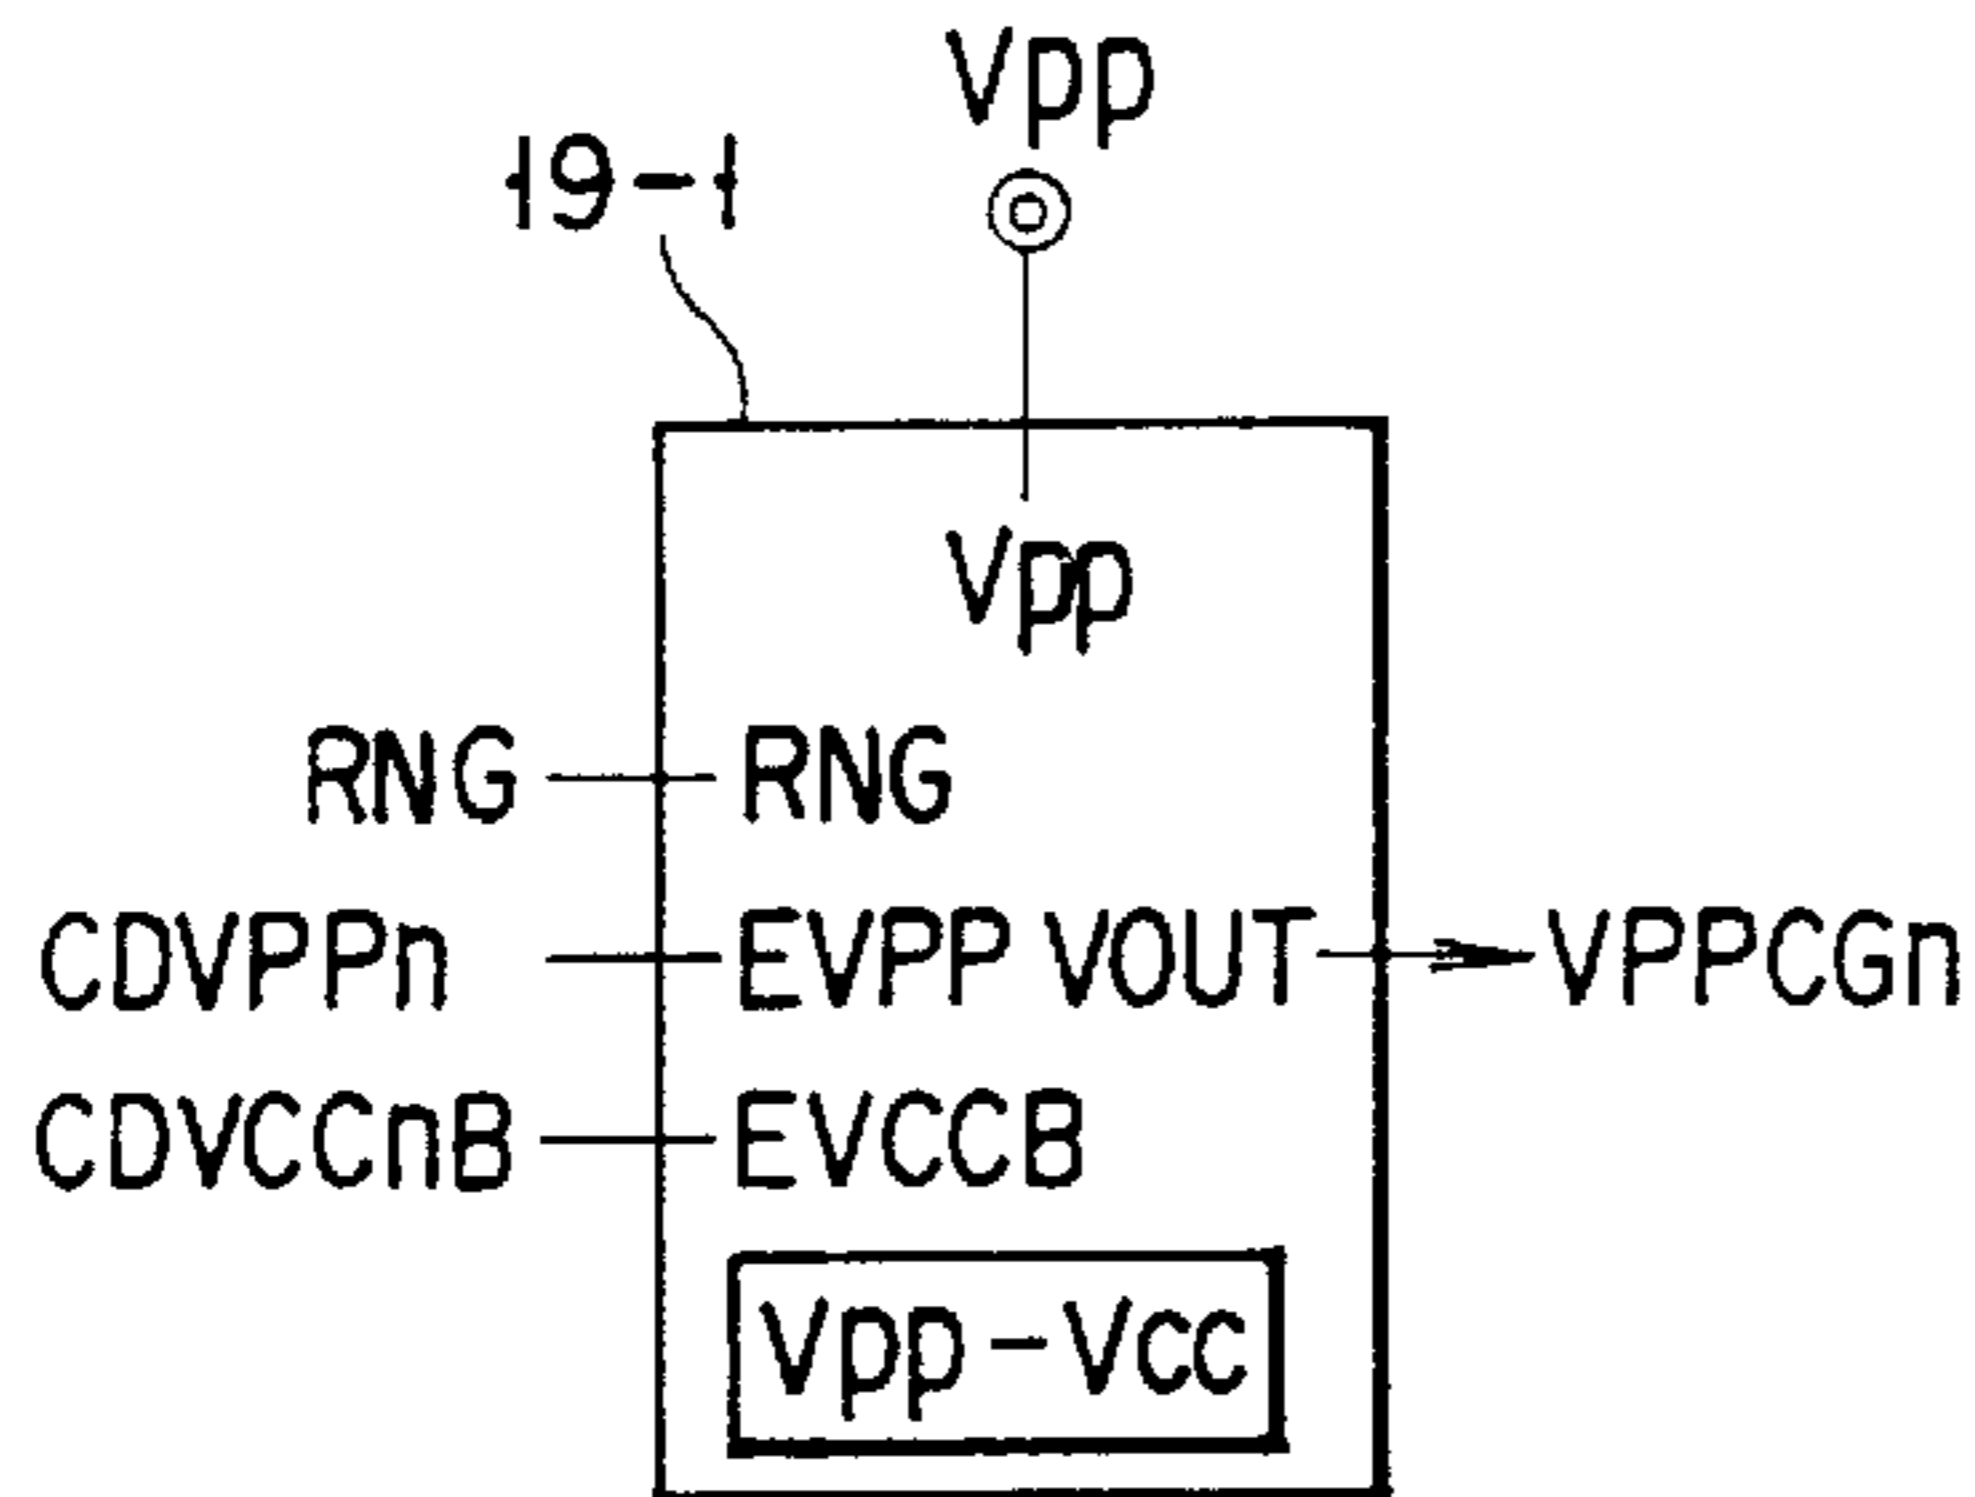 Vpp
19-1
Vpp
RNG RNG
CDVPPn EVPP VOUT VPPCGn
CDVCCnB EVCCB
Vpp-Vcc